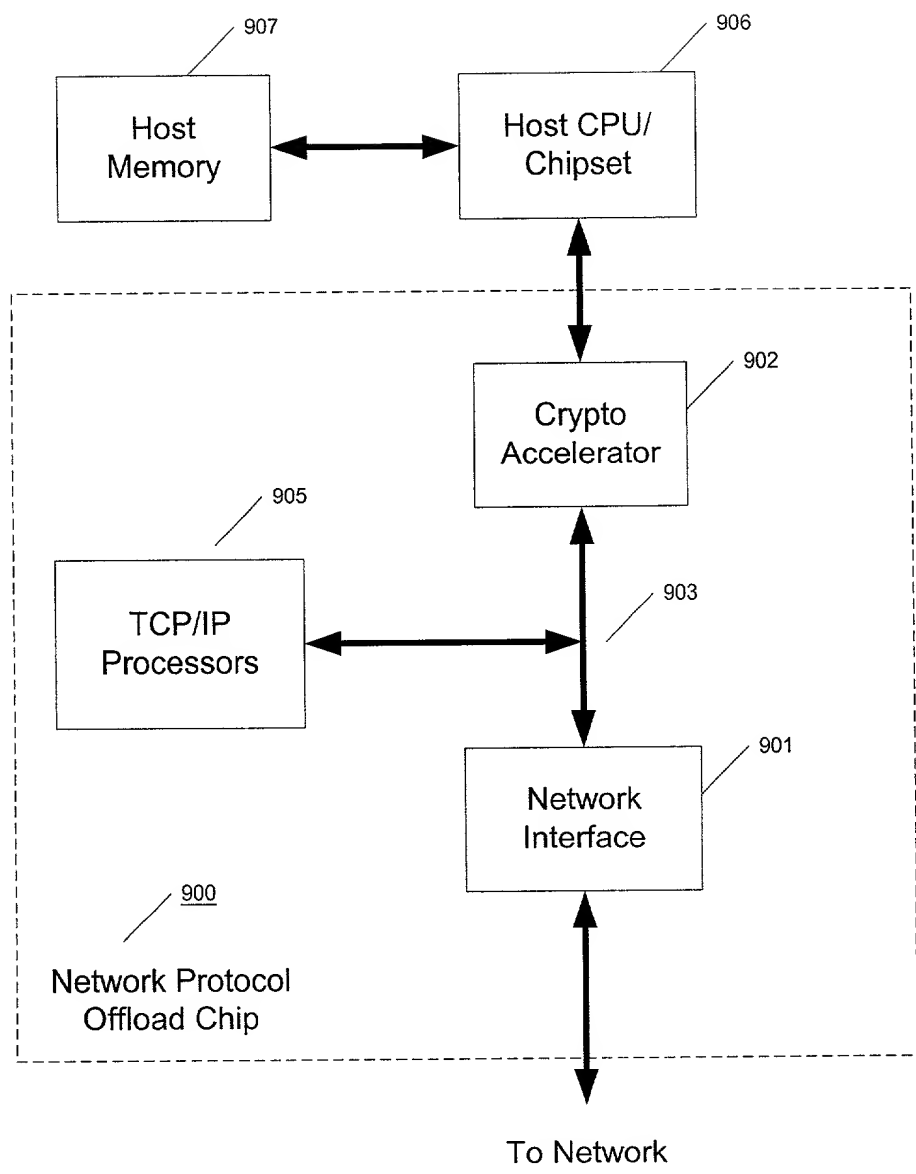 907
906
Host
Memory
Host CPU/
Chipset
902
Crypto
Accelerator
905
903
TCP/IP
Processors
901
Network
Interface
900
Network Protocol
Offload Chip
To Network